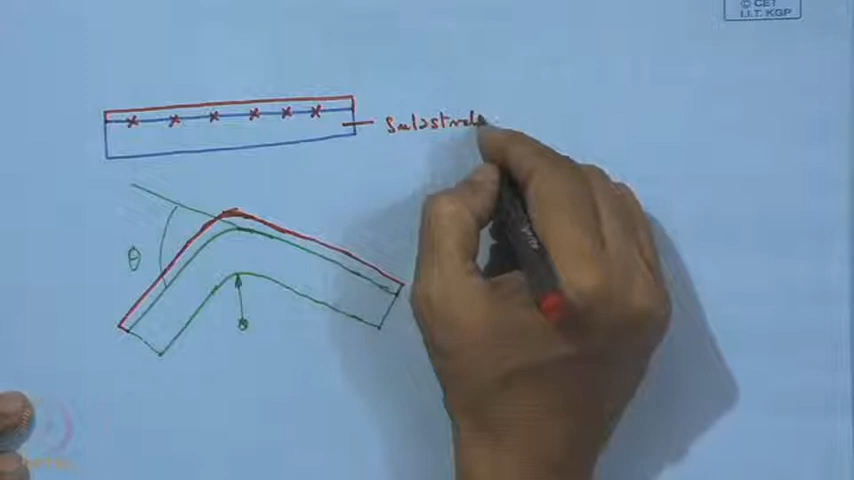 © CET
I.I.T. KGP
Substrate
θ